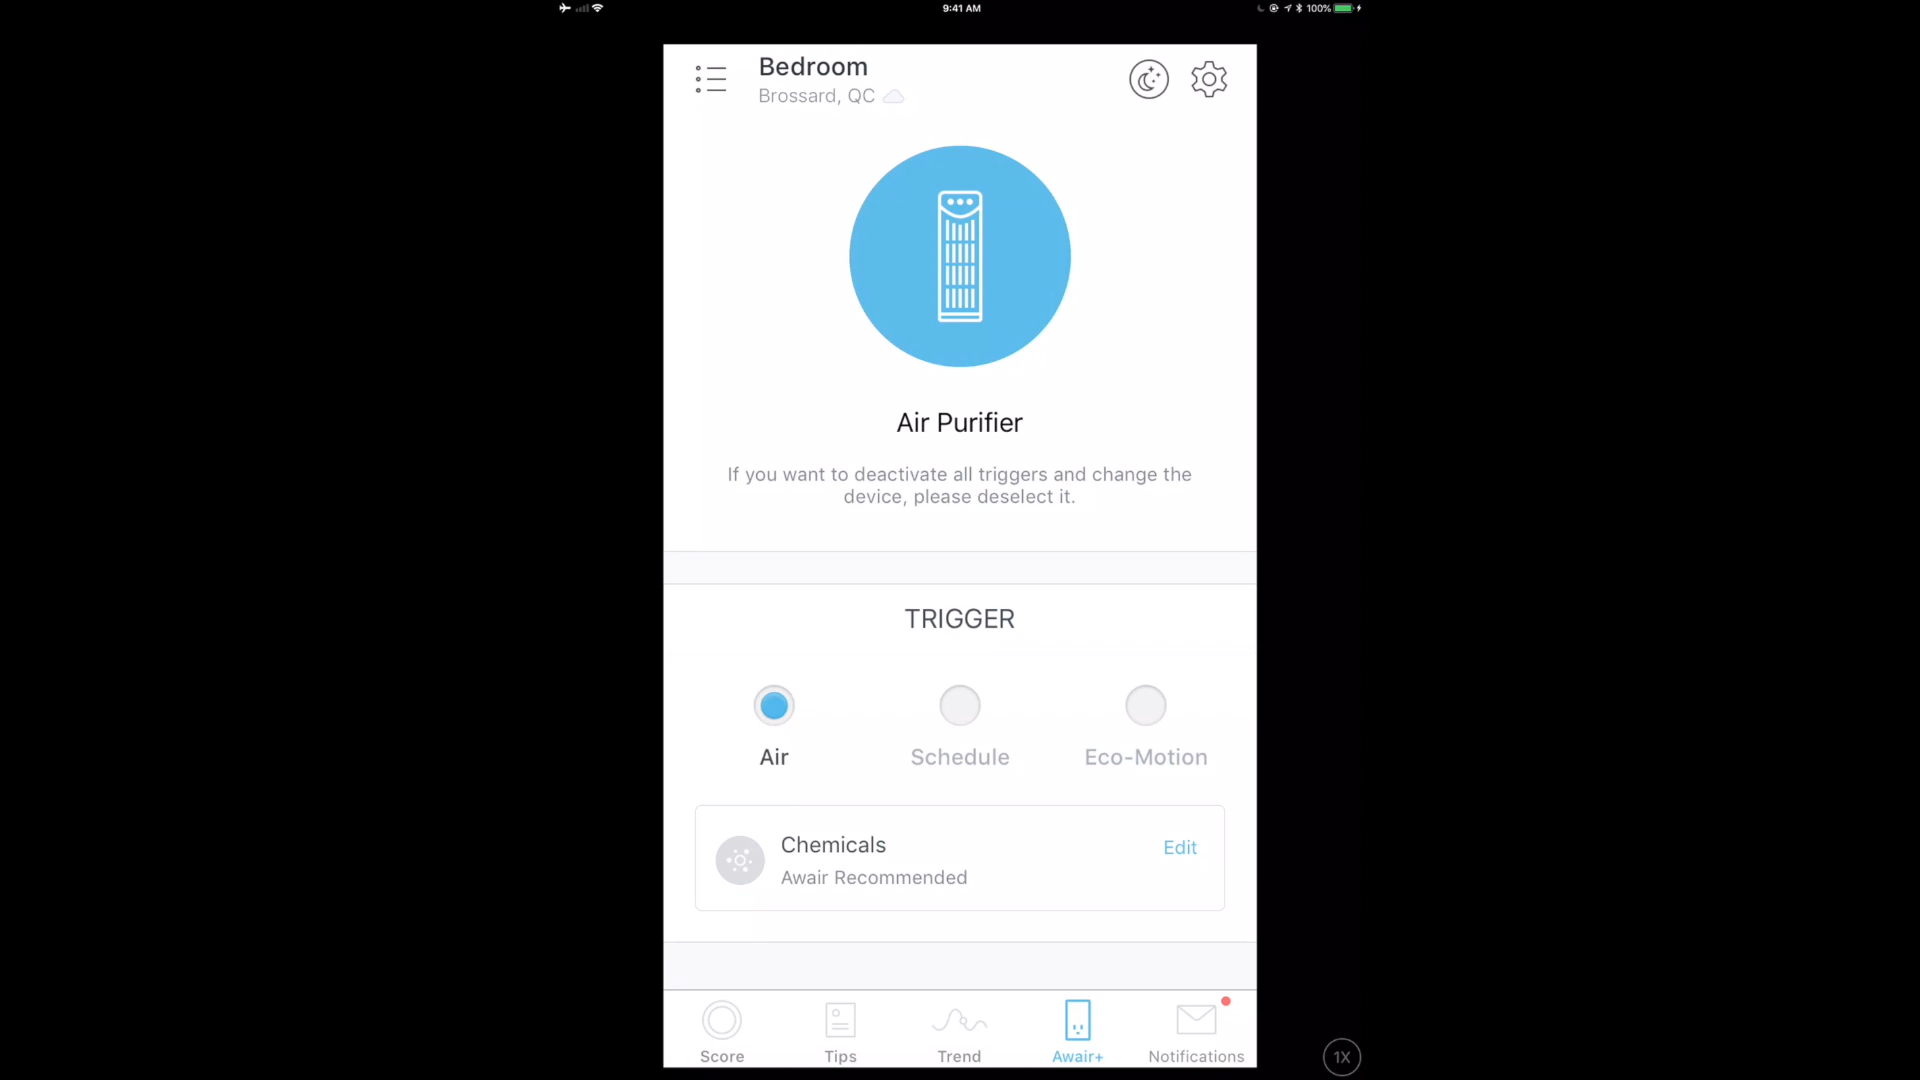 9:41 AM
100%
Bedroom
Brossard, QC
Air Purifier
If you want to deactivate all triggers and change the
device, please deselect it.
TRIGGER
Air
Schedule
Eco-Motion
Chemicals
Edit
Awair Recommended
Score
Tips
Trend
Awair+
Notifications
1X